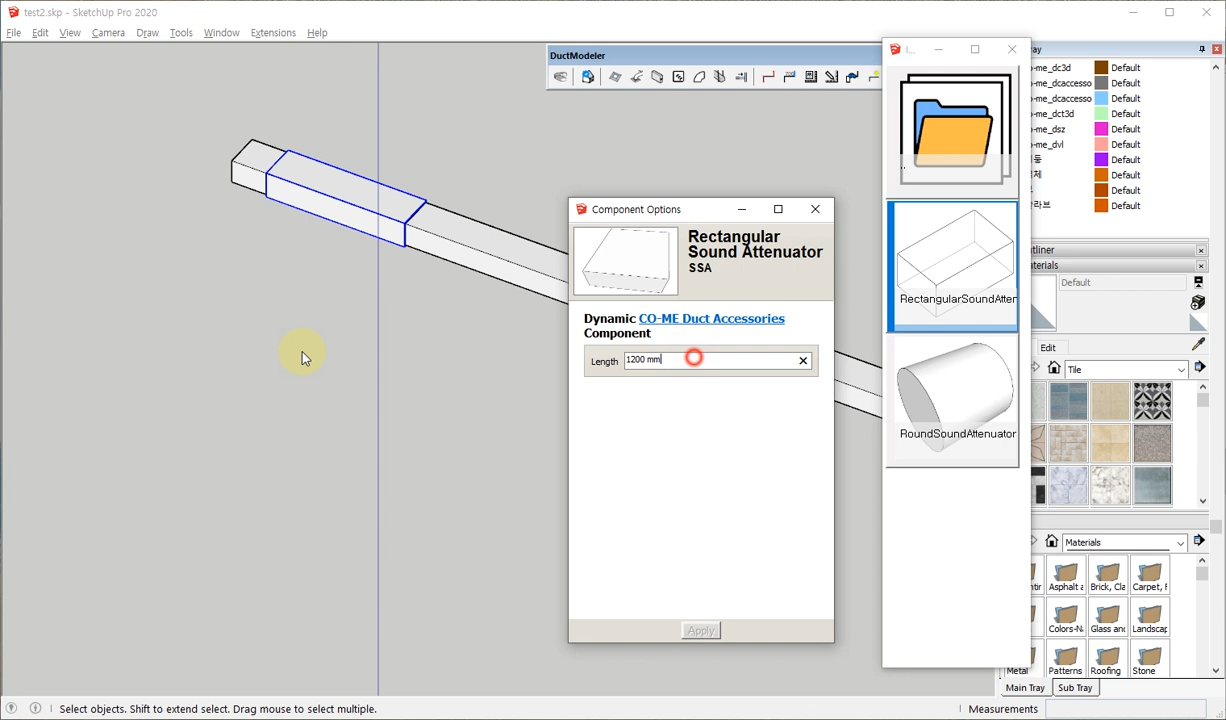 test2.skp - SketchUp Pro 2020
File Edit View Camera Draw Tools Window Extensions Help
DuctModeler
I...
ray
o-me_dc3d Default
o-me_dcaccesso Default
o-me_dcaccesso Default
o-me_dct3d Default
o-me_dsz Default
o-me_dvl Default
Default
Default
Default
Default
..
RectangularSoundAtten
RoundSoundAttenuator
Component Options
Rectangular
Sound Attenuator
SSA
Dynamic CO-ME Duct Accessories
Component
Length 1200 mm
Apply
utliner
aterials
Default
Edit
Tile
Materials
Asphalt a Brick, Cla Carpet, F
Colors-N Glass and Landscap
Metal Patterns Roofing Stone
Main Tray Sub Tray
Select objects. Shift to extend select. Drag mouse to select multiple.
Measurements